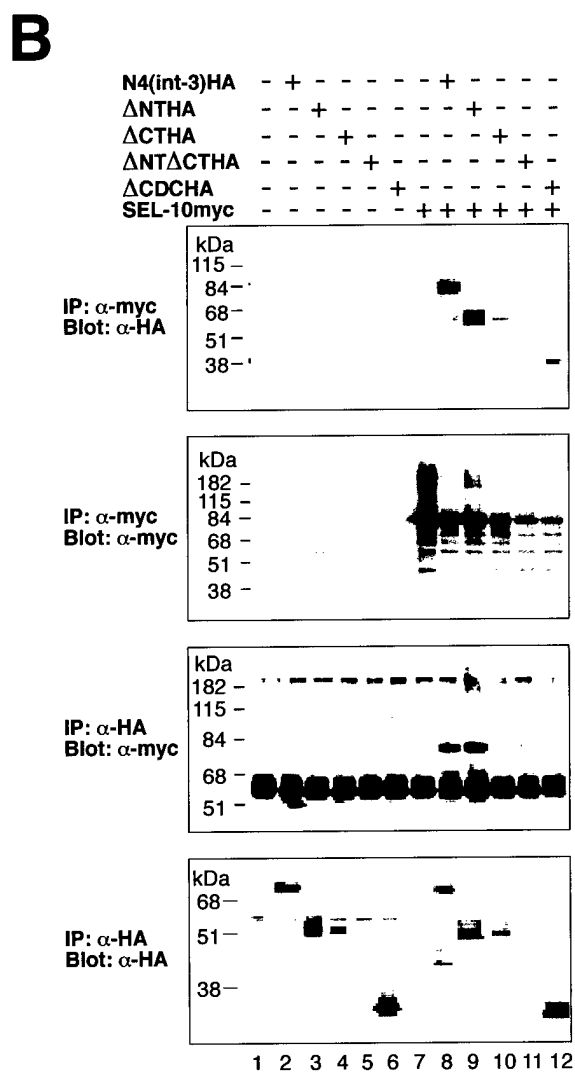 B
N4(int-3)HA - + - - - - - + - - - -
ΔNTHA - - + - - - - - + - - -
ΔCTHA - - - + - - - - - + - -
ΔNTΔCTHA - - - - + - - - - - + -
ΔCDCHA - - - - - + - - - - - +
SEL-10myc - - - - - - + + + + + +
kDa
115
84
68
51
38
IP: α-myc
Blot: α-HA
kDa
182
115
84
68
51
38
IP: α-myc
Blot: α-myc
kDa
182
115
84
68
51
IP: α-HA
Blot: α-myc
kDa
68
51
38
IP: α-HA
Blot: α-HA
1 2 3 4 5 6 7 8 9 10 11 12